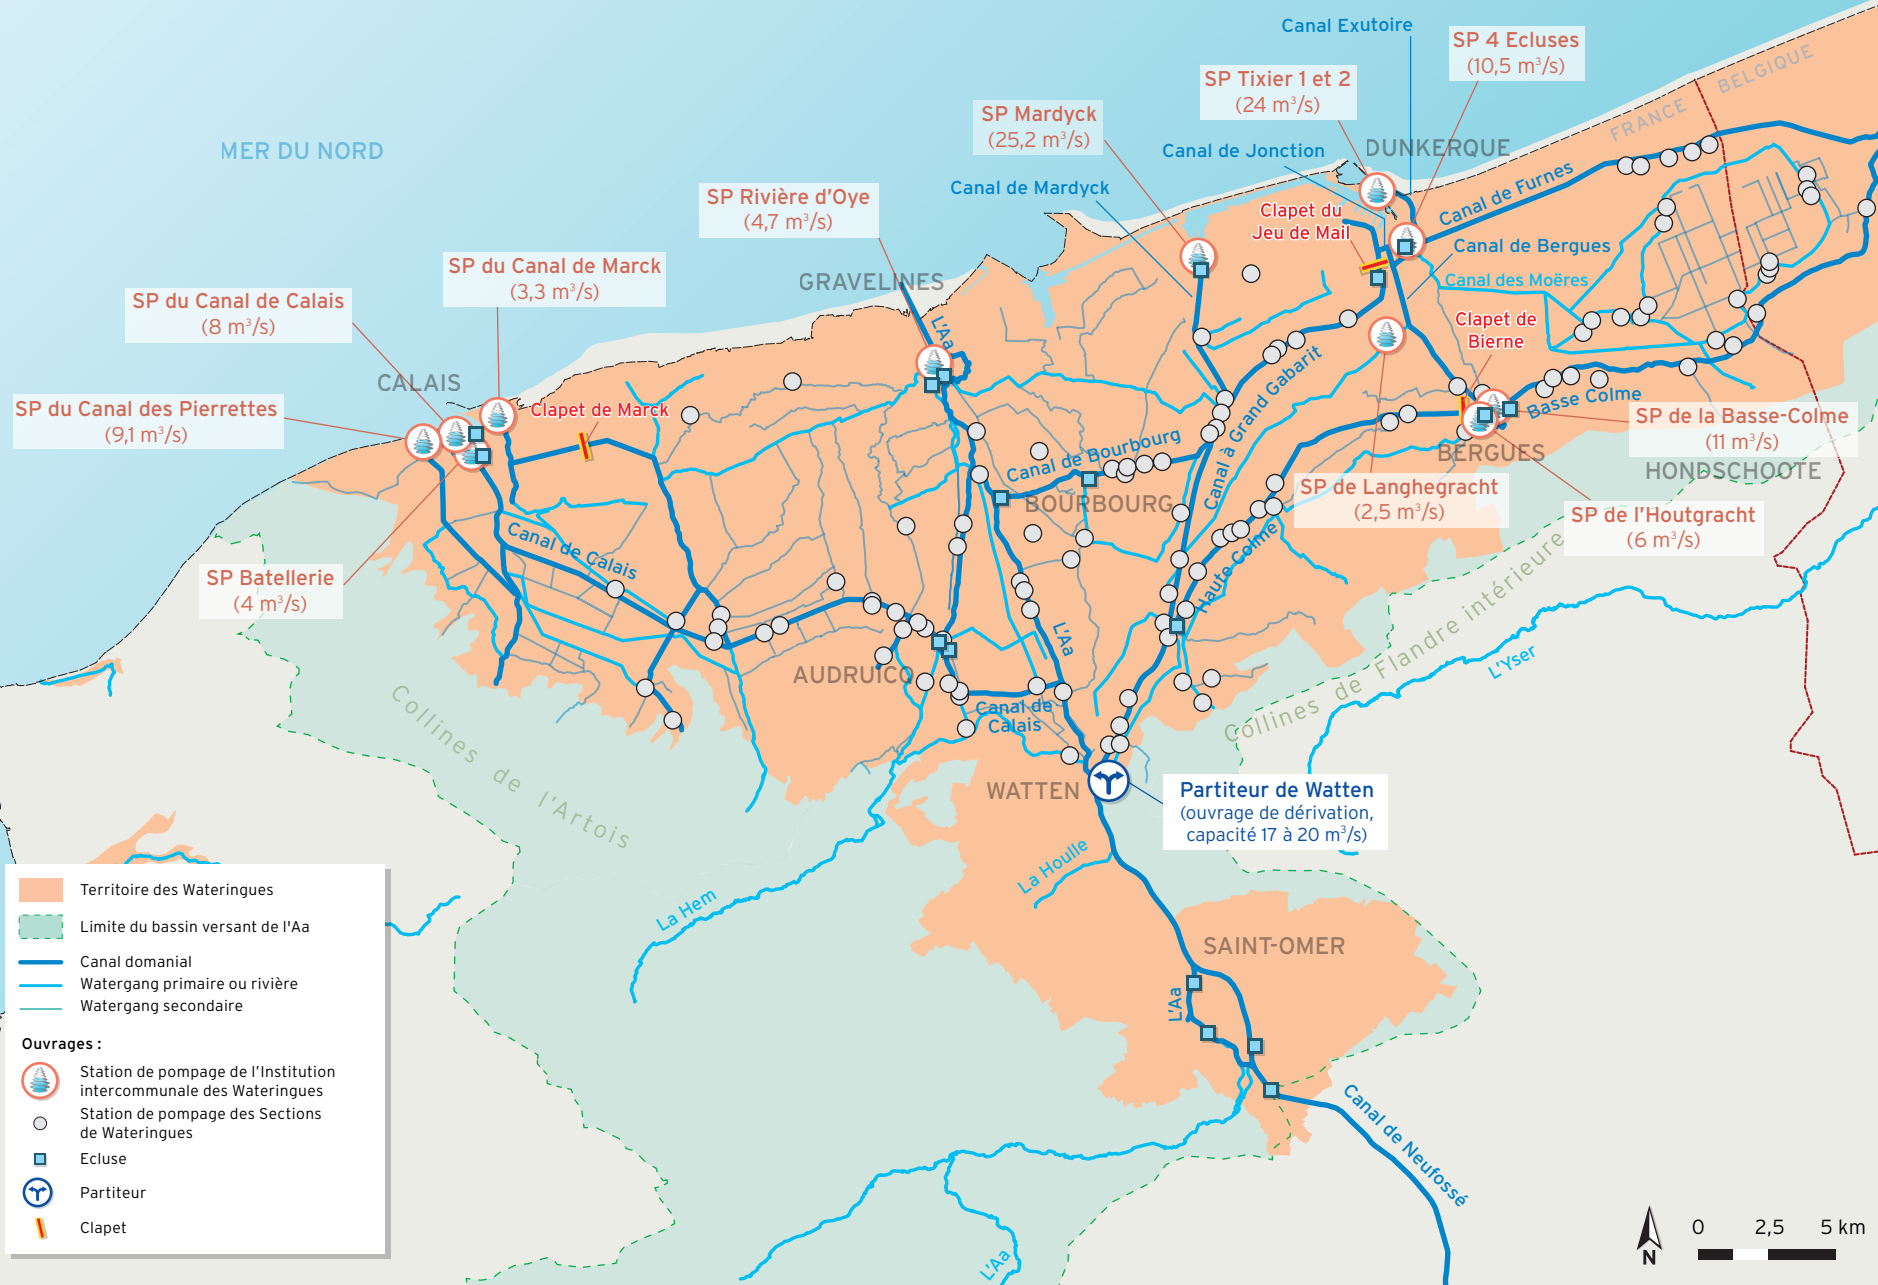 Canal Exutoire
SP 4 Ecluses
(10,5 m³/s)
BELGIQUE
FRANCE
SP Tixier 1 et 2
(24 m³/s)
SP Mardyck
(25,2 m³/s)
MER DU NORD
Canal de Jonction
DUNKERQUE
Canal de Mardyck
Canal de Furnes
SP Rivière d'Oye
(4,7 m³/s)
Clapet du
Jeu de Mail
Canal de Bergues
SP du Canal de Marck
(3,3 m³/s)
GRAVELINES
Canal des Moëres
SP du Canal de Calais
(8 m³/s)
L'Aa
Clapet de
Bierne
CALAIS
SP du Canal des Pierrettes
(9,1 m³/s)
Clapet de Marck
Canal à Grand Gabarit
Basse Colme
SP de la Basse-Colme
(11 m³/s)
Canal de Bourbourg
BERGUES
HONDSCHOOTE
BOURBOURG
SP de Langhegracht
(2,5 m³/s)
SP de l'Houtgracht
(6 m³/s)
Canal de Calais
Haute Colme
SP Batellerie
(4 m³/s)
L'Aa
Collines de Flandre intérieure
L'Yser
AUDRUICQ
Canal de
Calais
Collines de l'Artois
WATTEN
Partiteur de Watten
(ouvrage de dérivation,
capacité 17 à 20 m³/s)
La Houlle
La Hem
SAINT-OMER
L'Aa
Canal de Neufossé
L'Aa
Territoire des Wateringues
Limite du bassin versant de l'Aa
Canal domanial
Watergang primaire ou rivière
Watergang secondaire
Ouvrages :
Station de pompage de l'Institution
intercommunale des Wateringues
Station de pompage des Sections
de Wateringues
Ecluse
Partiteur
Clapet
0 2,5 5 km
N